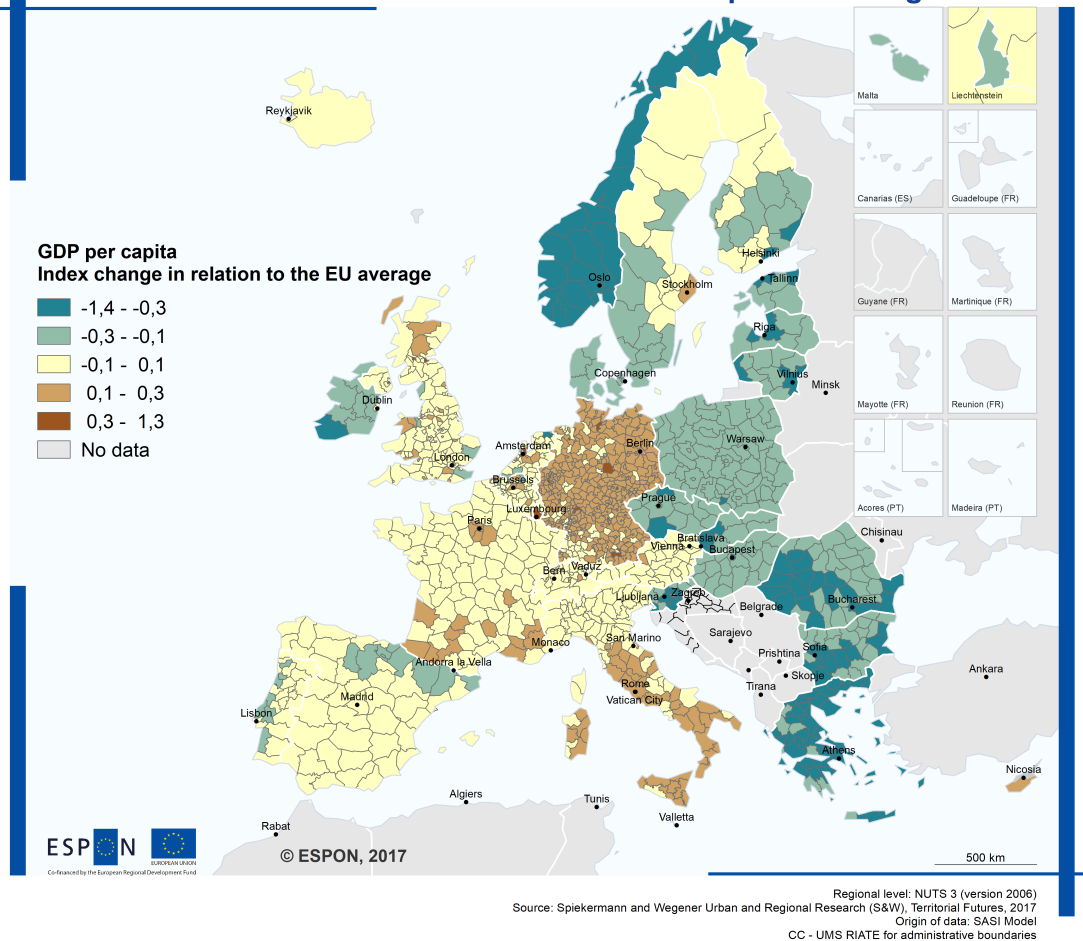 GDP per capita
Index change in relation to the EU average
-1,4 - -0,3
-0,3 - -0,1
-0,1 - 0,1
0,1 - 0,3
0,3 - 1,3
No data
Reykjavik
Oslo
Helsinki
Stockholm
Tallinn
Riga
Copenhagen
Vilnius
Minsk
Dublin
Amsterdam
Berlin
Warsaw
London
Brussels
Prague
Luxembourg
Paris
Chisinau
Bratislava
Vienna
Budapest
Bern
Vaduz
Ljubljana
Zagreb
Belgrade
Bucharest
San Marino
Monaco
Sarajevo
Prishtina
Sofia
Andorra la Vella
Skopje
Ankara
Rome
Tirana
Madrid
Vatican City
Lisbon
Athens
Nicosia
Algiers
Tunis
Valletta
Rabat
Malta
Liechtenstein
Canarias (ES)
Guadeloupe (FR)
Guyane (FR)
Martinique (FR)
Mayotte (FR)
Reunion (FR)
Acores (PT)
Madeira (PT)
ESPON
EUROPEAN UNION
Co-financed by the European Regional Development Fund
© ESPON, 2017
500 km
Regional level: NUTS 3 (version 2006)
Source: Spiekermann and Wegener Urban and Regional Research (S&W), Territorial Futures, 2017
Origin of data: SASI Model
CC - UMS RIATE for administrative boundaries